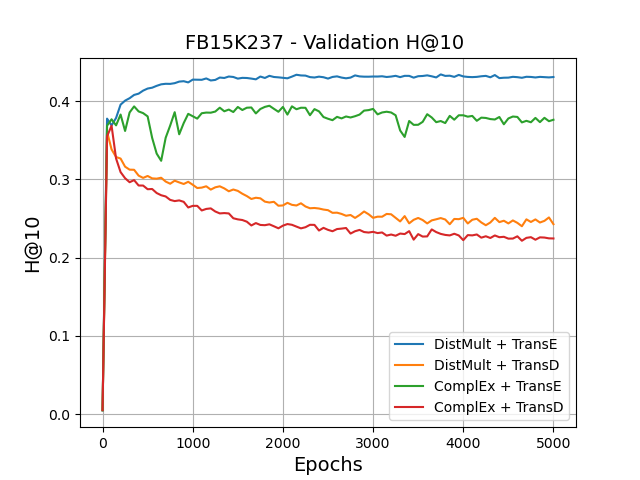 FB15K237 - Validation H@10
H@10
0.4
0.3
0.2
0.1
0.0
0 1000 2000 3000 4000 5000
Epochs
DistMult + TransE
DistMult + TransD
ComplEx + TransE
ComplEx + TransD